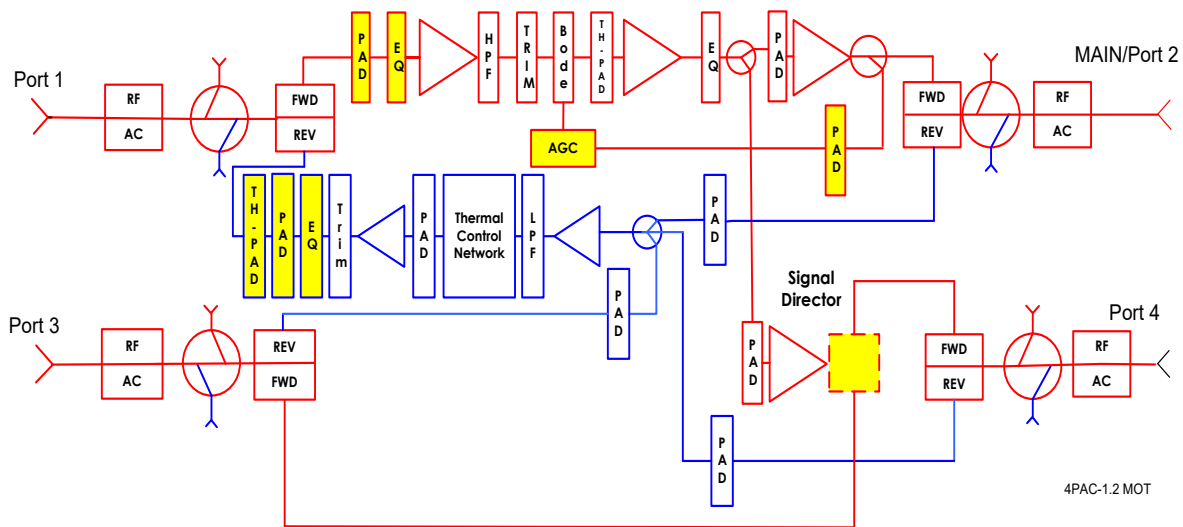 Port 1
RF
AC
FWD
REV
PAD
EQ
HPF
TRIM
Bode
TH-PAD
EQ
PAD
AGC
PAD
FWD
REV
MAIN/Port 2
RF
AC
TH-PAD
PAD
EQ
Trim
PAD
Thermal
Control
Network
LPF
PAD
PAD
Port 3
RF
AC
REV
FWD
Signal
Director
PAD
FWD
REV
Port 4
RF
AC
PAD
4PAC-1.2 MOT